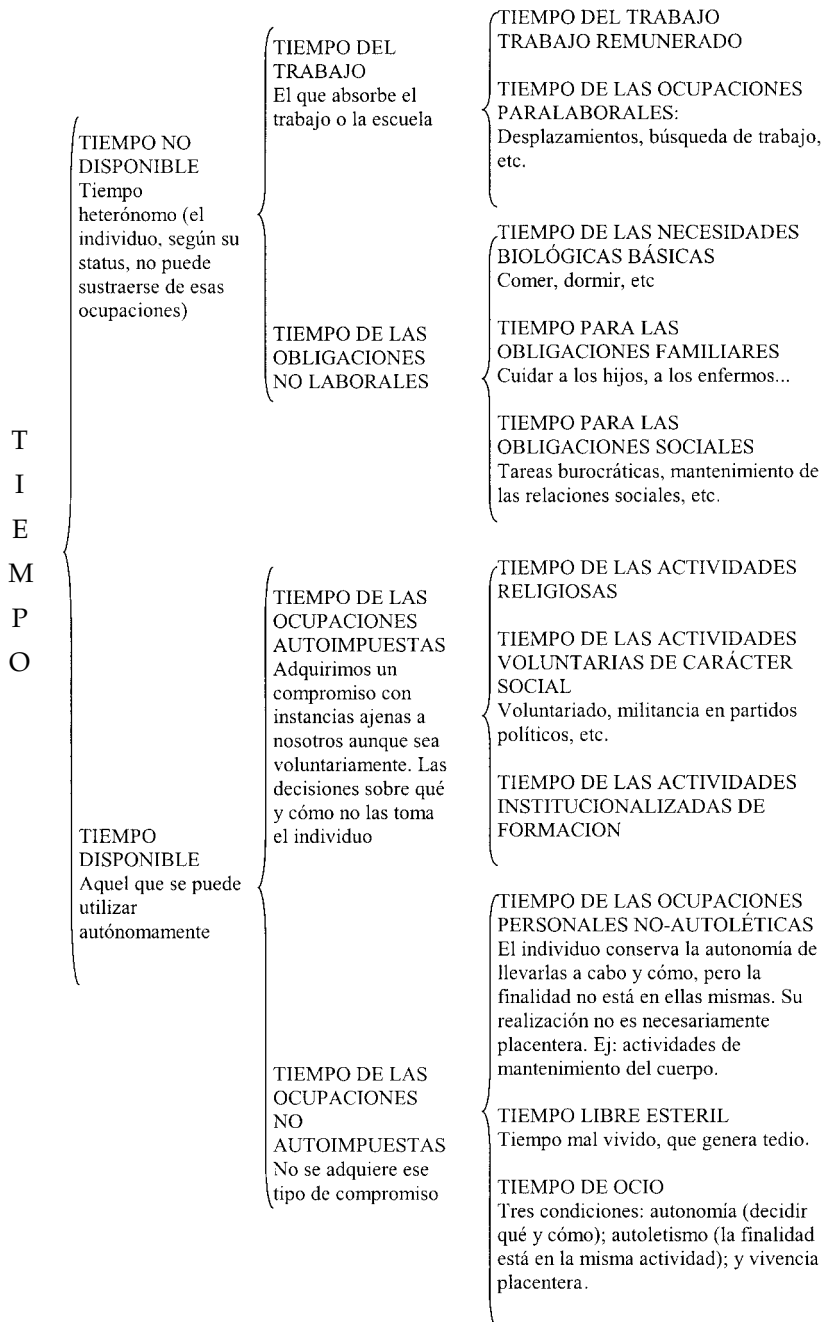 T
I
E
M
P
O
TIEMPO NO
DISPONIBLE
Tiempo
heterónomo (el
individuo, según su
status, no puede
sustraerse de esas
ocupaciones)
TIEMPO DEL
TRABAJO
El que absorbe el
trabajo o la escuela
TIEMPO DEL TRABAJO
TRABAJO REMUNERADO
TIEMPO DE LAS OCUPACIONES
PARALABORALES:
Desplazamientos, búsqueda de trabajo,
etc.
TIEMPO DE LAS
OBLIGACIONES
NO LABORALES
TIEMPO DE LAS NECESIDADES
BIOLÓGICAS BÁSICAS
Comer, dormir, etc
TIEMPO PARA LAS
OBLIGACIONES FAMILIARES
Cuidar a los hijos, a los enfermos...
TIEMPO PARA LAS
OBLIGACIONES SOCIALES
Tareas burocráticas, mantenimiento de
las relaciones sociales, etc.
TIEMPO
DISPONIBLE
Aquel que se puede
utilizar
autónomamente
TIEMPO DE LAS
OCUPACIONES
AUTOIMPUESTAS
Adquirimos un
compromiso con
instancias ajenas a
nosotros aunque sea
voluntariamente. Las
decisiones sobre qué
y cómo no las toma
el individuo
TIEMPO DE LAS ACTIVIDADES
RELIGIOSAS
TIEMPO DE LAS ACTIVIDADES
VOLUNTARIAS DE CARÁCTER
SOCIAL
Voluntariado, militancia en partidos
políticos, etc.
TIEMPO DE LAS ACTIVIDADES
INSTITUCIONALIZADAS DE
FORMACION
TIEMPO DE LAS
OCUPACIONES
NO
AUTOIMPUESTAS
No se adquiere ese
tipo de compromiso
TIEMPO DE LAS OCUPACIONES
PERSONALES NO-AUTOLÉTICAS
El individuo conserva la autonomía de
llevarlas a cabo y cómo, pero la
finalidad no está en ellas mismas. Su
realización no es necesariamente
placentera. Ej: actividades de
mantenimiento del cuerpo.
TIEMPO LIBRE ESTERIL
Tiempo mal vivido, que genera tedio.
TIEMPO DE OCIO
Tres condiciones: autonomía (decidir
qué y cómo); autoletismo (la finalidad
está en la misma actividad); y vivencia
placentera.